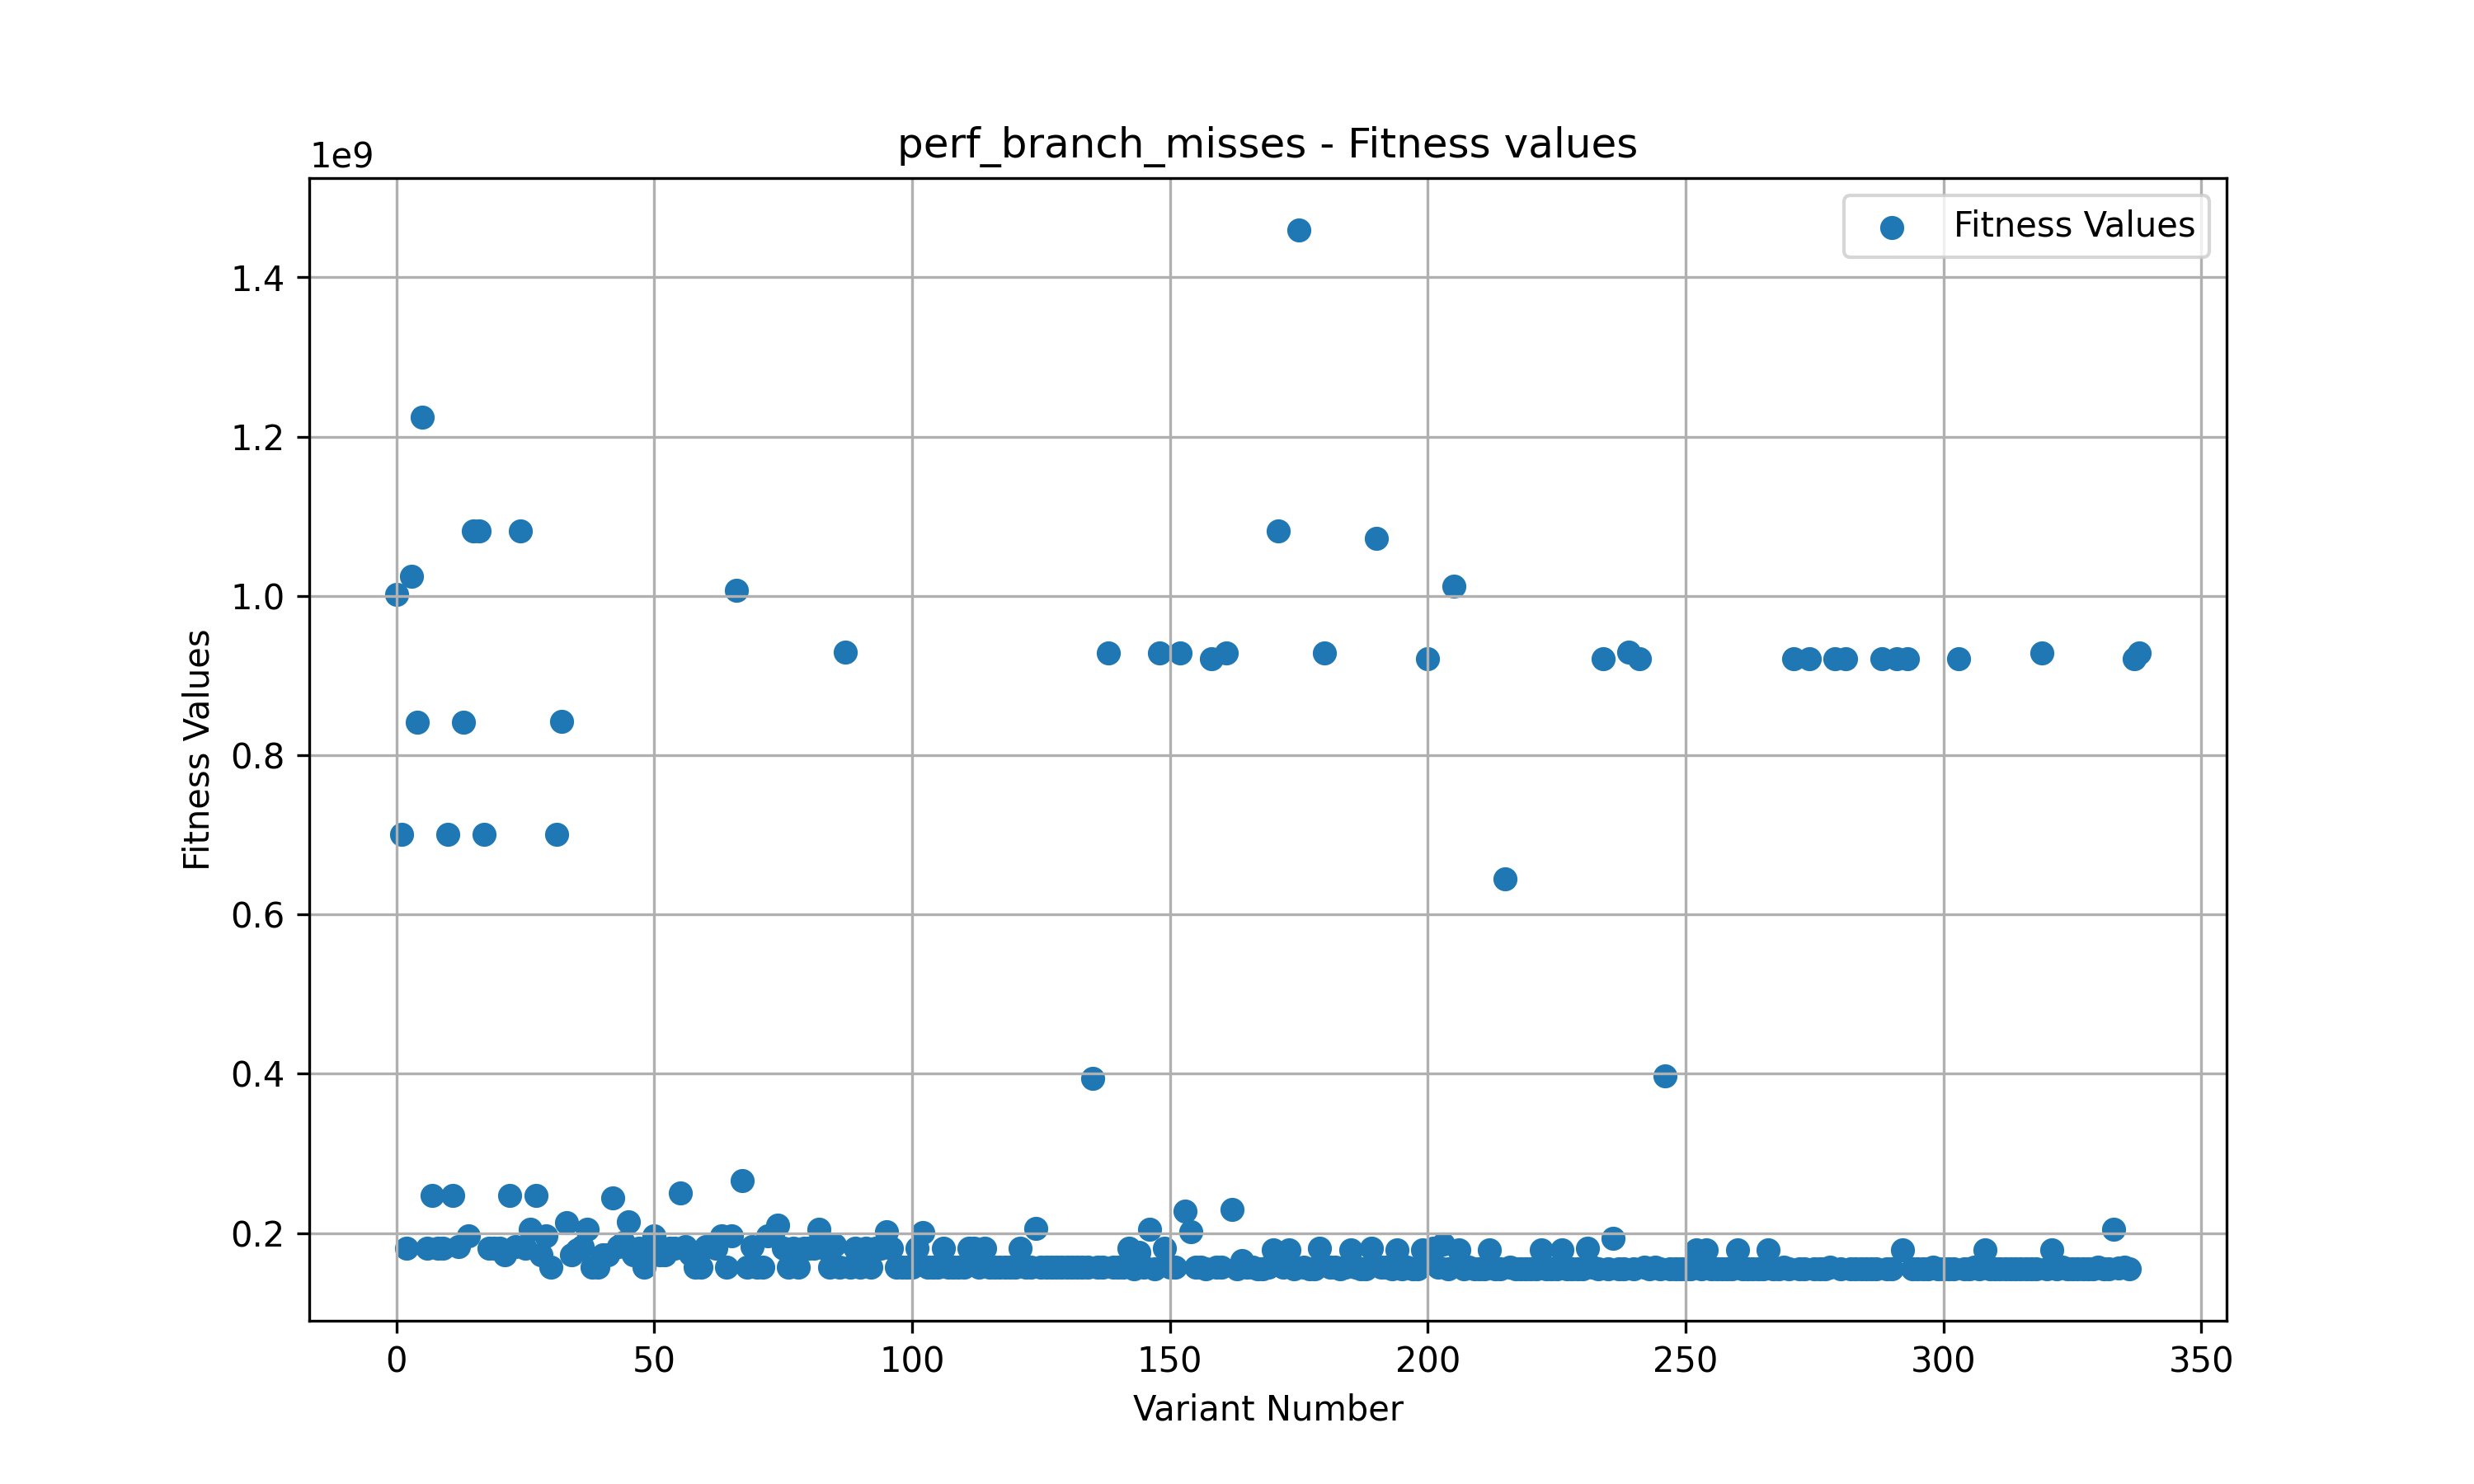 perf_branch_misses - Fitness values
1e9
Fitness Values
1.4
1.2
1.0
0.8
0.6
0.4
0.2
Fitness Values
0 50 100 150 200 250 300 350
Variant Number